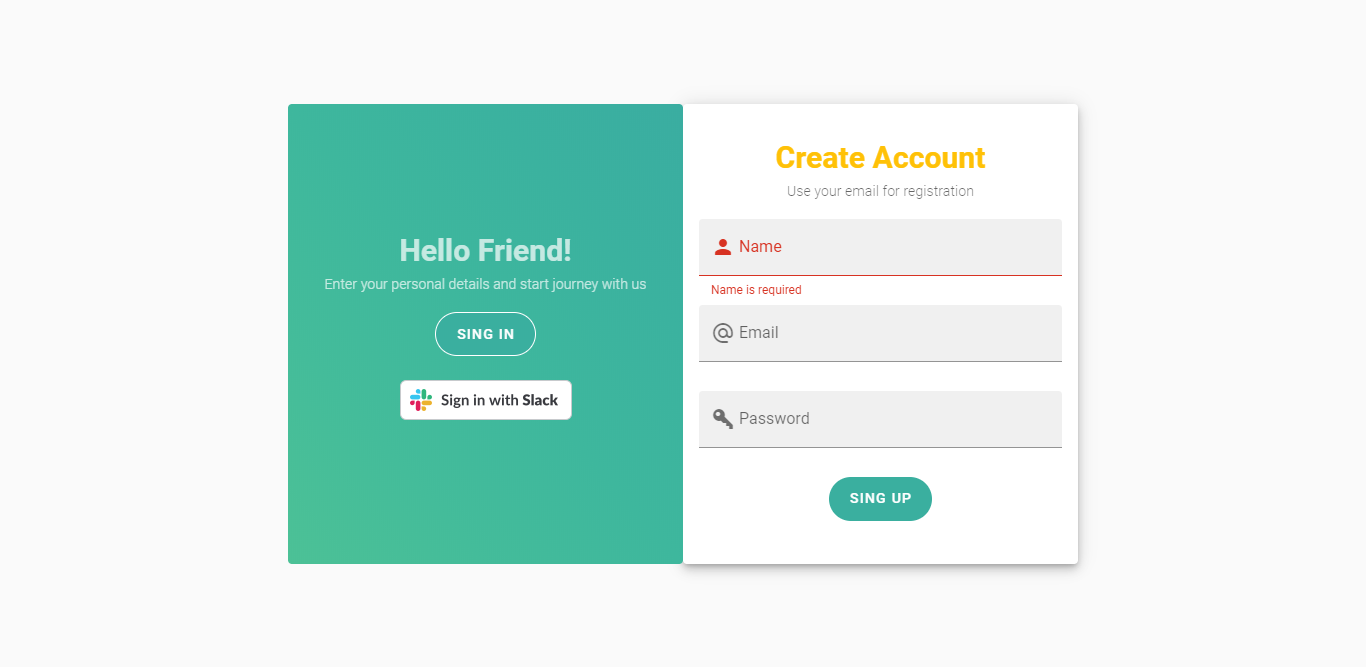 Hello Friend!
Enter your personal details and start journey with us
SING IN
Sign in with Slack
Create Account
Use your email for registration
Name
Name is required
Email
Password
SING UP